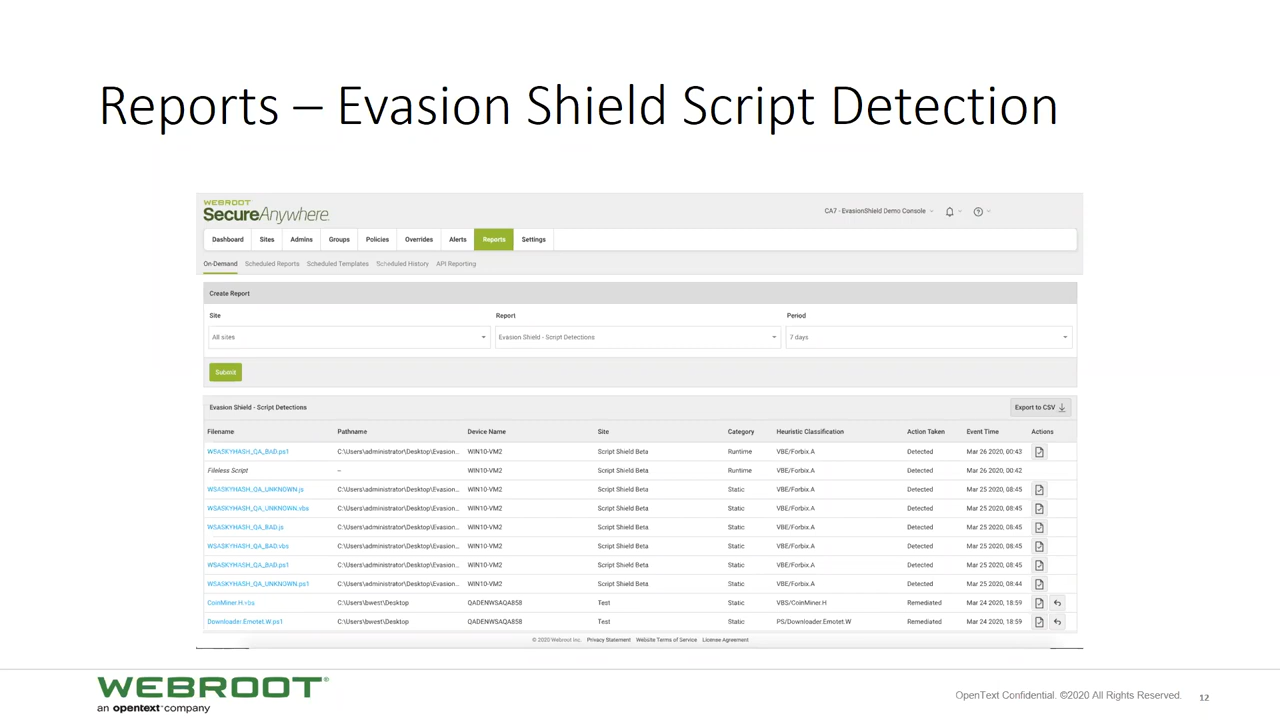 Reports – Evasion Shield Script Detection
WEBROOT
SecureAnywhere.
CA7 - EvasionShield Demo Console
Dashboard Sites Admins Groups Policies Overrides Alerts Reports Settings
On-Demand Scheduled Reports Scheduled Templates Scheduled History API Reporting
Create Report
Site Report Period
All sites Evasion Shield - Script Detections 7 days
Submit
Evasion Shield - Script Detections Export to CSV
Filename Pathname Device Name Site Category Heuristic Classification Action Taken Event Time Actions
WSASKYHASH_QA_BAD.ps1 C:\Users\administrator\Desktop\Evasion... WIN10-VM2 Script Shield Beta Runtime VBE/Forbix.A Detected Mar 26 2020, 00:43
Fileless Script – WIN10-VM2 Script Shield Beta Runtime VBE/Forbix.A Detected Mar 26 2020, 00:42
WSASKYHASH_QA_UNKNOWN.js C:\Users\administrator\Desktop\Evasion... WIN10-VM2 Script Shield Beta Static VBE/Forbix.A Detected Mar 25 2020, 08:45
WSASKYHASH_QA_UNKNOWN.vbs C:\Users\administrator\Desktop\Evasion... WIN10-VM2 Script Shield Beta Static VBE/Forbix.A Detected Mar 25 2020, 08:45
WSASKYHASH_QA_BAD.js C:\Users\administrator\Desktop\Evasion... WIN10-VM2 Script Shield Beta Static VBE/Forbix.A Detected Mar 25 2020, 08:45
WSASKYHASH_QA_BAD.vbs C:\Users\administrator\Desktop\Evasion... WIN10-VM2 Script Shield Beta Static VBE/Forbix.A Detected Mar 25 2020, 08:45
WSASKYHASH_QA_BAD.ps1 C:\Users\administrator\Desktop\Evasion... WIN10-VM2 Script Shield Beta Static VBE/Forbix.A Detected Mar 25 2020, 08:45
WSASKYHASH_QA_UNKNOWN.ps1 C:\Users\administrator\Desktop\Evasion... WIN10-VM2 Script Shield Beta Static VBE/Forbix.A Detected Mar 25 2020, 08:44
CoinMiner.H.vbs C:\Users\bwest\Desktop QADENWSAQA858 Test Static VBS/CoinMiner.H Remediated Mar 24 2020, 18:59
Downloader.Emotet.W.ps1 C:\Users\bwest\Desktop QADENWSAQA858 Test Static PS/Downloader.Emotet.W Remediated Mar 24 2020, 18:59
© 2020 Webroot Inc. Privacy Statement Website Terms of Service License Agreement
WEBROOT®
an opentext™ company
OpenText Confidential. ©2020 All Rights Reserved. 12